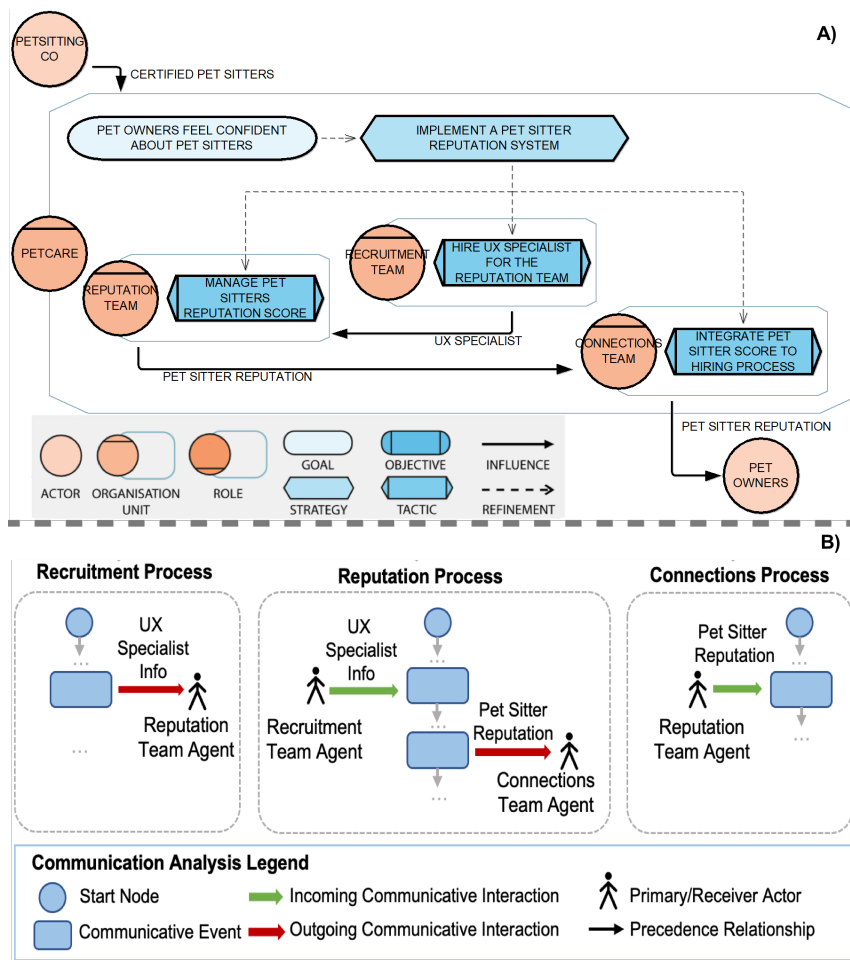 A)
PETSITTING
CO
CERTIFIED PET SITTERS
PET OWNERS FEEL CONFIDENT
ABOUT PET SITTERS
IMPLEMENT A PET SITTER
REPUTATION SYSTEM
PETCARE
RECRUITMENT
TEAM
HIRE UX SPECIALIST
FOR THE
REPUTATION TEAM
REPUTATION
TEAM
MANAGE PET
SITTERS
REPUTATION SCORE
UX SPECIALIST
CONNECTIONS
TEAM
INTEGRATE PET
SITTER SCORE TO
HIRING PROCESS
PET SITTER REPUTATION
PET SITTER REPUTATION
PET
OWNERS
ACTOR
ORGANISATION
UNIT
ROLE
GOAL
STRATEGY
OBJECTIVE
TACTIC
INFLUENCE
REFINEMENT
B)
Recruitment Process
...
UX
Specialist
Info
Reputation
Team Agent
...
Reputation Process
...
UX
Specialist
Info
Recruitment
Team Agent
...
Pet Sitter
Reputation
Connections
Team Agent
...
Connections Process
...
Pet Sitter
Reputation
Reputation
Team Agent
...
Communication Analysis Legend
Start Node
Incoming Communicative Interaction
Primary/Receiver Actor
Communicative Event
Outgoing Communicative Interaction
Precedence Relationship